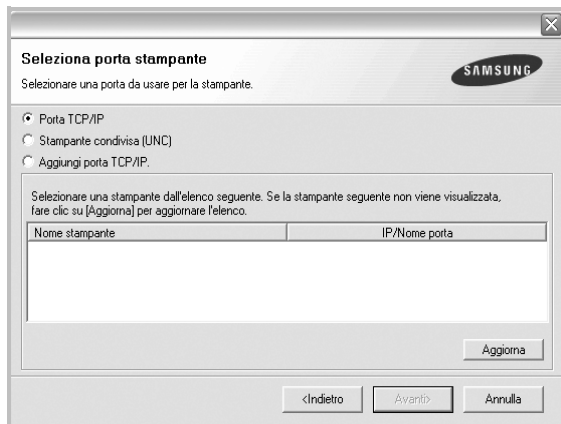 Seleziona porta stampante
Selezionare una porta da usare per la stampante.
SAMSUNG
Porta TCP/IP
Stampante condivisa (UNC)
Aggiungi porta TCP/IP.
Selezionare una stampante dall'elenco seguente. Se la stampante seguente non viene visualizzata,
fare clic su [Aggiorna] per aggiornare l'elenco.
Nome stampante IP/Nome porta
Aggiorna
<Indietro Avanti> Annulla